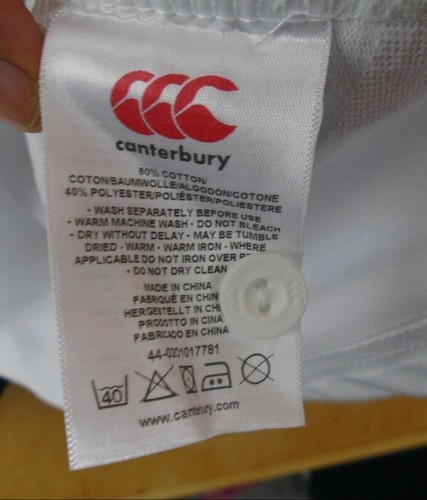 canterbury
60% COTTON/
COTON/BAUMWOLLE/ALGODÓN/COTONE
40% POLYESTER/POLIÉSTER/POLIESTERE
- WASH SEPARATELY BEFORE USE
- WARM MACHINE WASH - DO NOT BLEACH
- DRY WITHOUT DELAY - MAY BE TUMBLE
DRIED - WARM - WARM IRON - WHERE
APPLICABLE DO NOT IRON OVER
- DO NOT DRY CLEAN
MADE IN CHINA
FABRIQUÉ EN CHIN
HERGESTELLT IN CHI
PRODOTTO IN CINA
FABRICADO EN CHINA
44-0001017781
40
www.canterbury.com